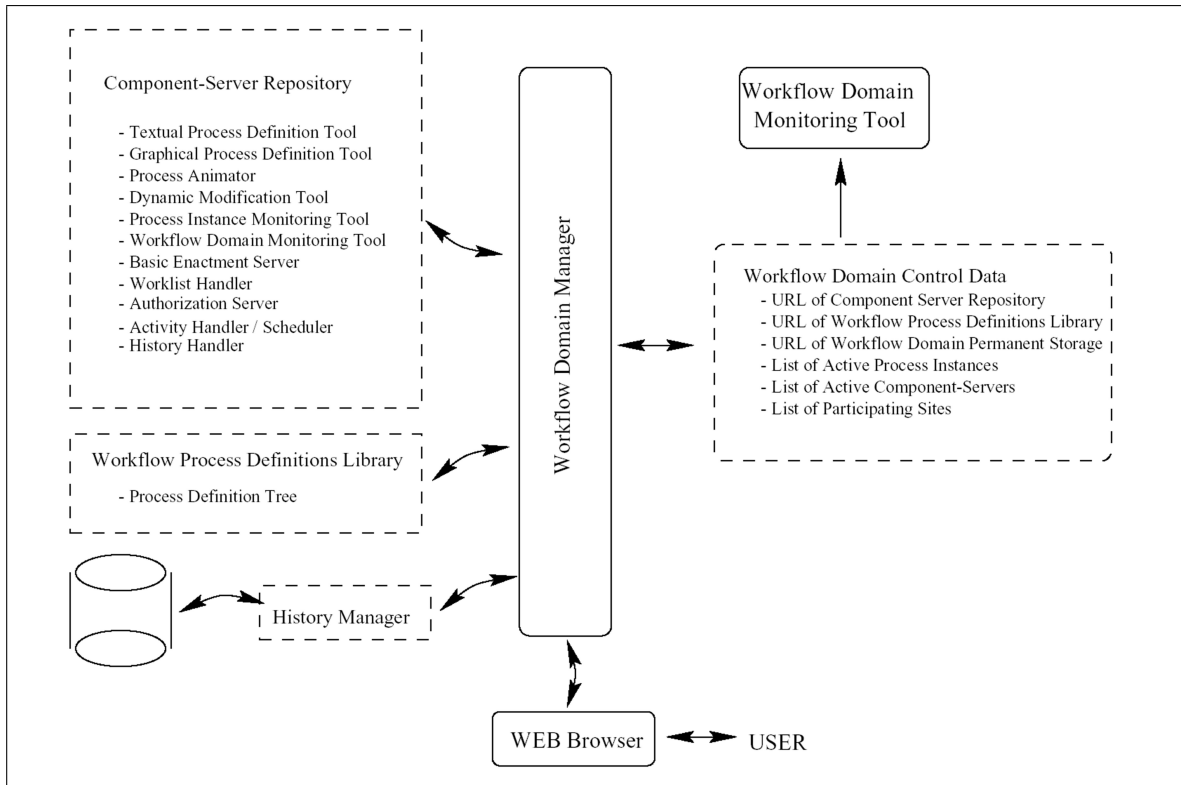 Component-Server Repository
- Textual Process Definition Tool
- Graphical Process Definition Tool
- Process Animator
- Dynamic Modification Tool
- Process Instance Monitoring Tool
- Workflow Domain Monitoring Tool
- Basic Enactment Server
- Worklist Handler
- Authorization Server
- Activity Handler / Scheduler
- History Handler
Workflow Process Definitions Library
- Process Definition Tree
History Manager
Workflow Domain Manager
Workflow Domain
Monitoring Tool
Workflow Domain Control Data
- URL of Component Server Repository
- URL of Workflow Process Definitions Library
- URL of Workflow Domain Permanent Storage
- List of Active Process Instances
- List of Active Component-Servers
- List of Participating Sites
WEB Browser
USER